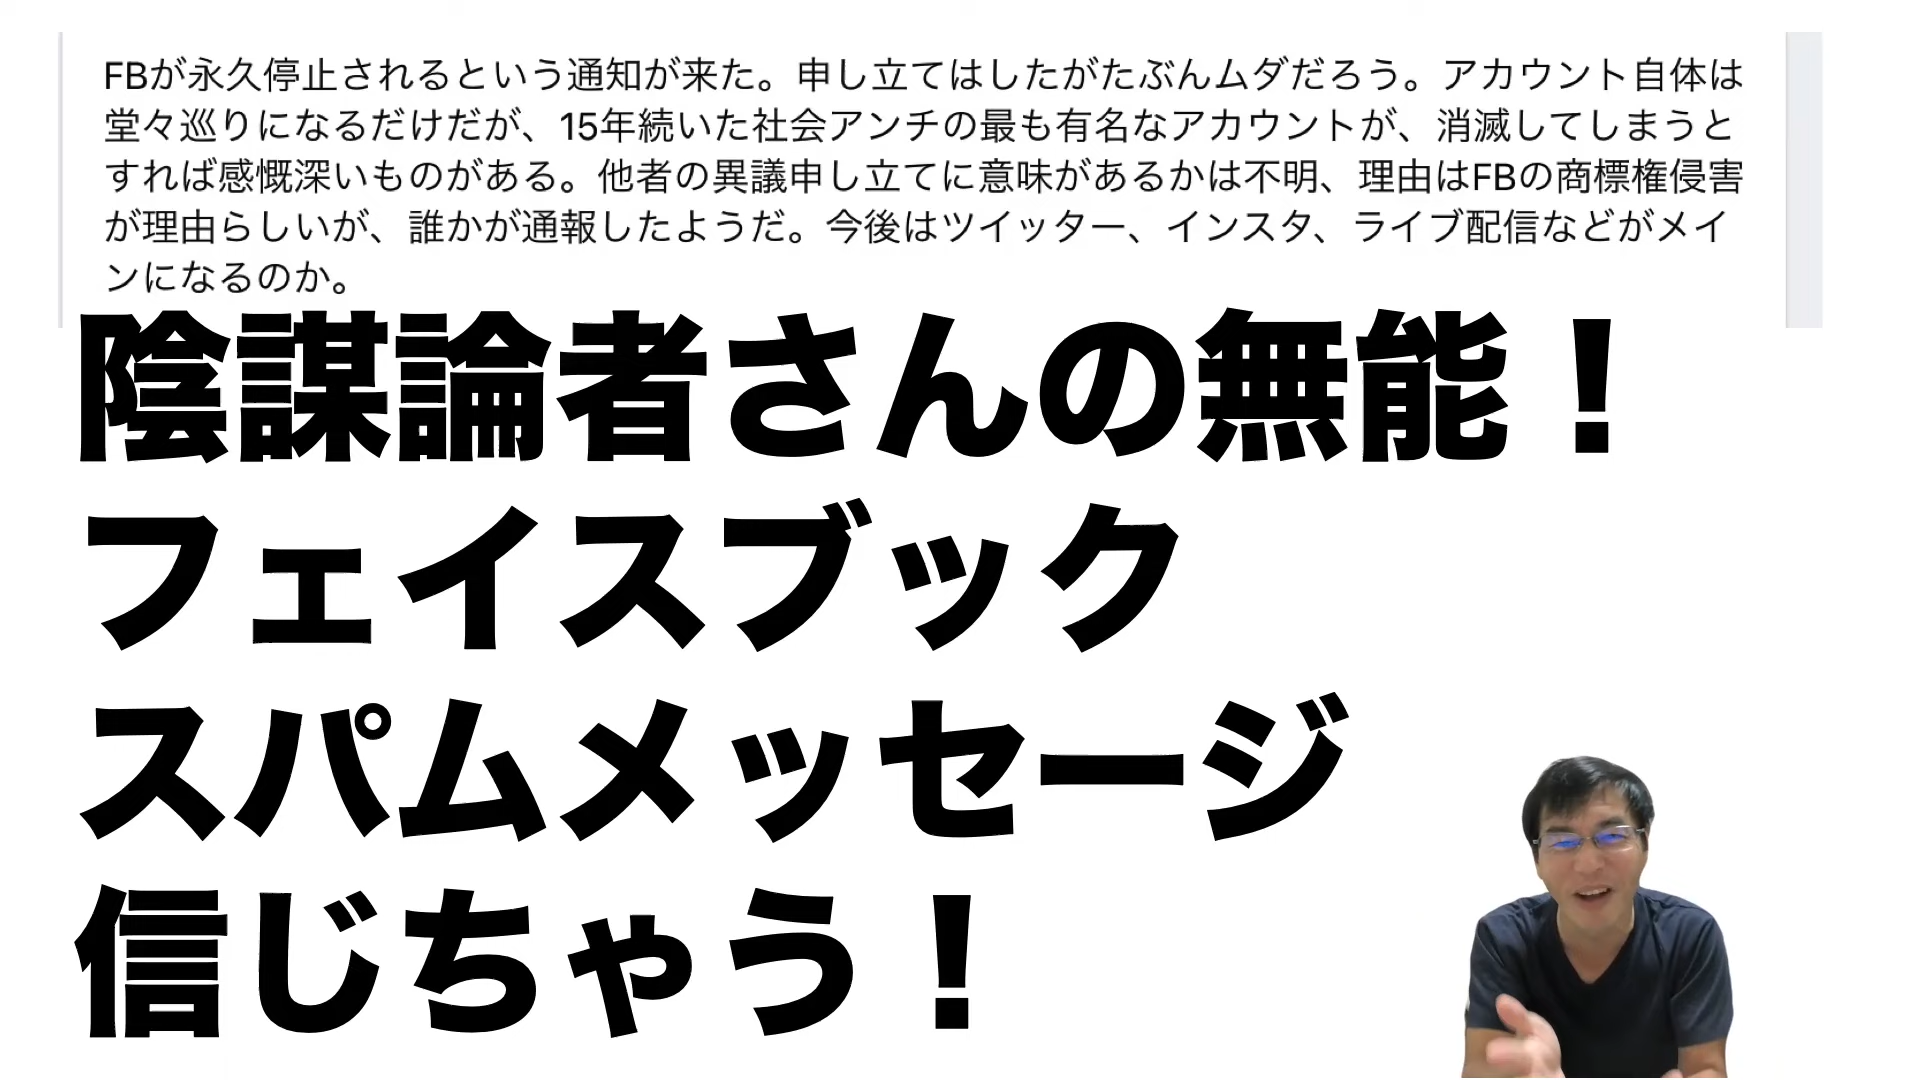 FBが永久停止されるという通知が来た。申し立てはしたがたぶんムダだろう。アカウント自体は
堂々巡りになるだけだが、15年続いた社会アンチの最も有名なアカウントが、消滅してしまうと
すれば感慨深いものがある。他者の異議申し立てに意味があるかは不明、理由はFBの商標権侵害
が理由らしいが、誰かが通報したようだ。今後はツイッター、インスタ、ライブ配信などがメイ
ンになるのか。
陰謀論者さんの無能！
フェイスブック
スパムメッセージ
信じちゃう！